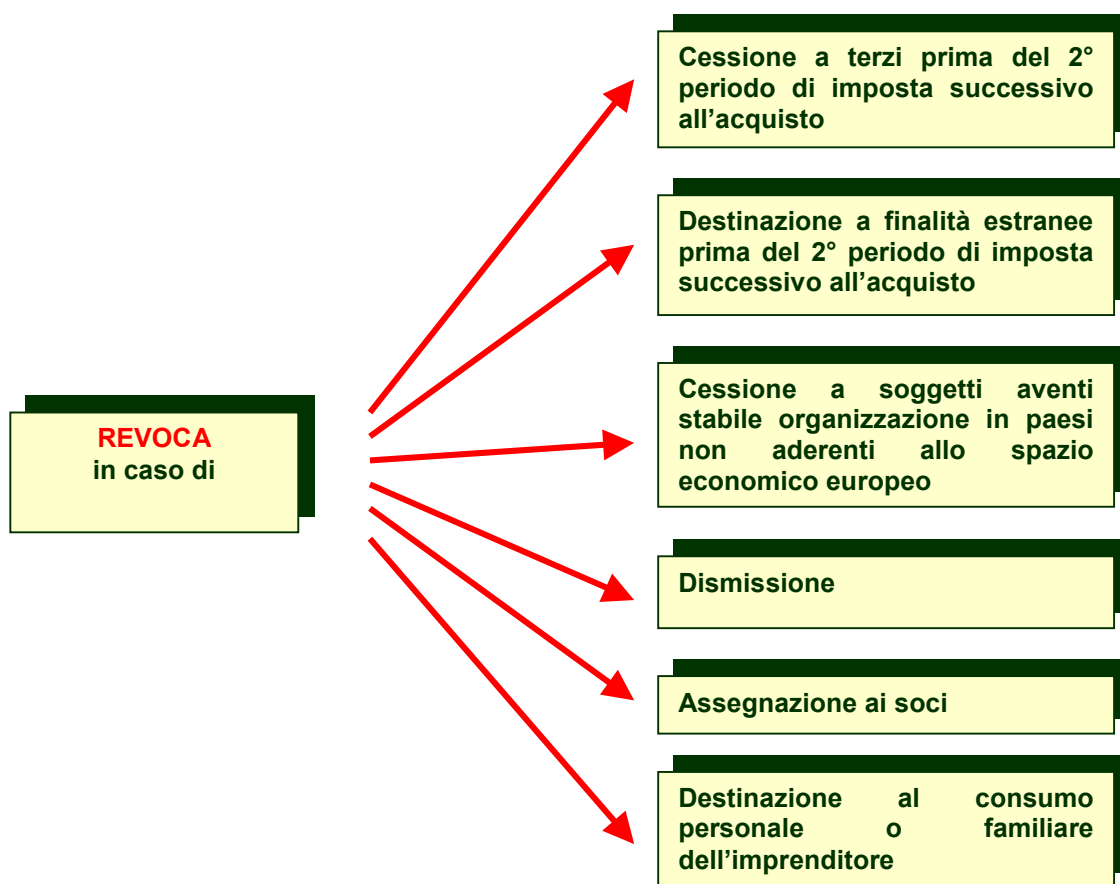 Cessione a terzi prima del 2°
periodo di imposta successivo
all’acquisto
Destinazione a finalità estranee
prima del 2° periodo di imposta
successivo all’acquisto
REVOCA
in caso di
Cessione a soggetti aventi
stabile organizzazione in paesi
non aderenti allo spazio
economico europeo
Dismissione
Assegnazione ai soci
Destinazione al consumo
personale o familiare
dell’imprenditore